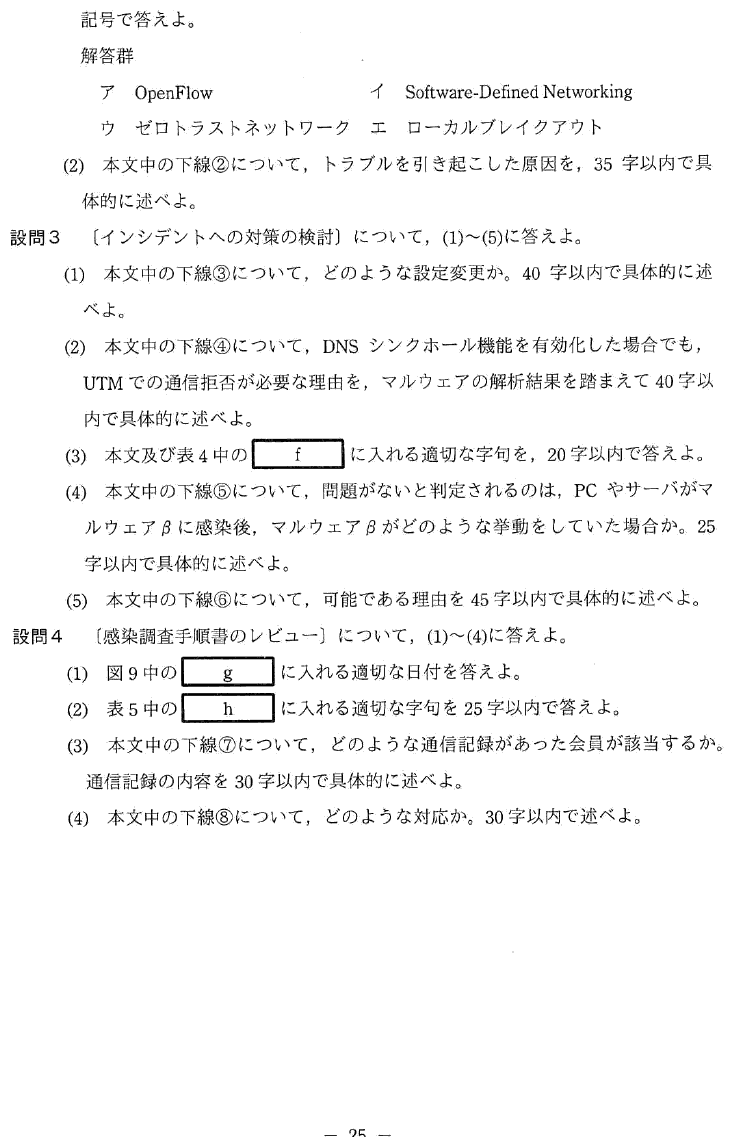 記号で答えよ。
解答群
ア OpenFlow イ Software-Defined Networking
ウ ゼロトラストネットワーク エ ローカルブレイクアウト
(2) 本文中の下線②について，トラブルを引き起こした原因を，35 字以内で具
体的に述べよ。
設問3 〔インシデントへの対策の検討〕について，(1)～(5)に答えよ。
(1) 本文中の下線③について，どのような設定変更か。40 字以内で具体的に述
べよ。
(2) 本文中の下線④について，DNS シンクホール機能を有効化した場合でも，
UTM での通信拒否が必要な理由を，マルウェアの解析結果を踏まえて 40 字以
内で具体的に述べよ。
(3) 本文及び表 4 中の f に入れる適切な字句を，20 字以内で答えよ。
(4) 本文中の下線⑤について，問題がないと判定されるのは，PC やサーバがマ
ルウェアβに感染後，マルウェアβがどのような挙動をしていた場合か。25
字以内で具体的に述べよ。
(5) 本文中の下線⑥について，可能である理由を 45 字以内で具体的に述べよ。
設問4 〔感染調査手順書のレビュー〕について，(1)～(4)に答えよ。
(1) 図 9 中の g に入れる適切な日付を答えよ。
(2) 表 5 中の h に入れる適切な字句を 25 字以内で答えよ。
(3) 本文中の下線⑦について，どのような通信記録があった会員が該当するか。
通信記録の内容を 30 字以内で具体的に述べよ。
(4) 本文中の下線⑧について，どのような対応か。30 字以内で述べよ。
— 25 —